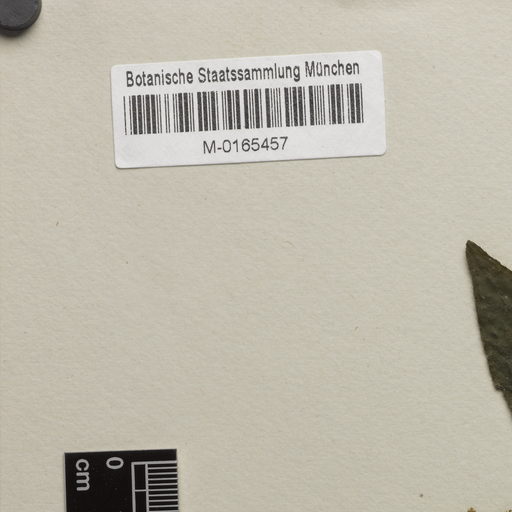 Botanische Staatssammlung München
M-0165457
0
cm